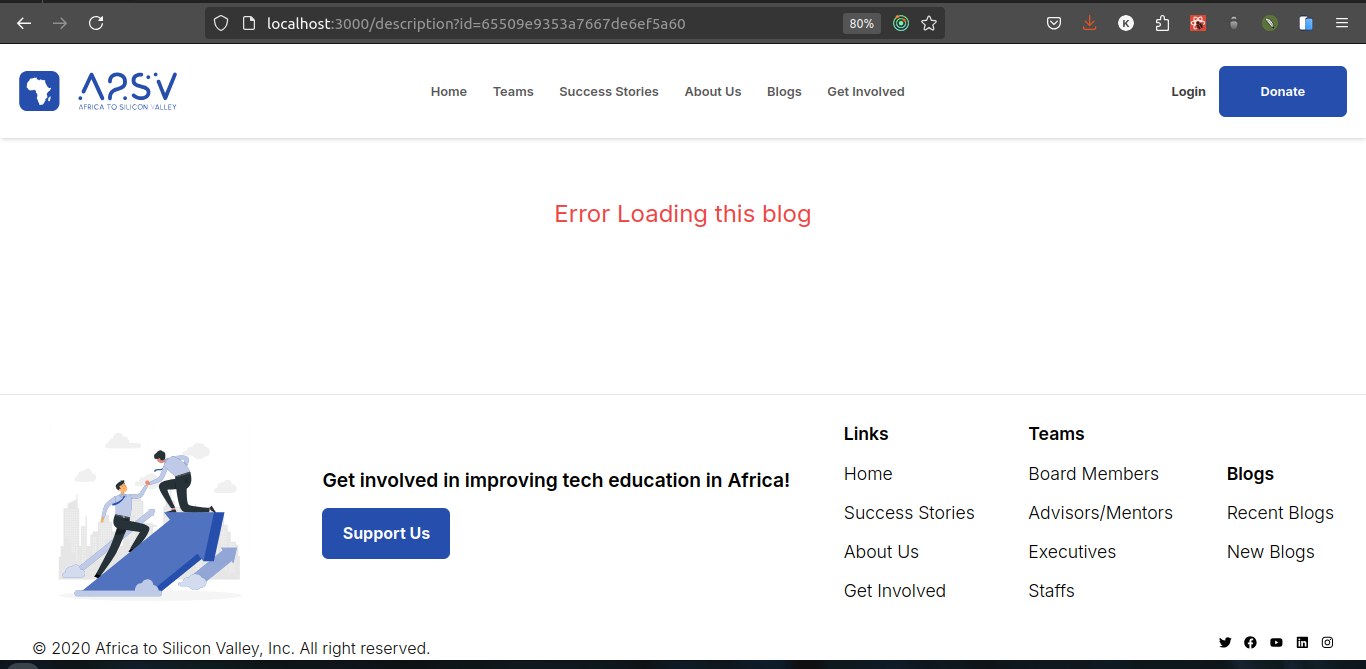 localhost:3000/description?id=65509e9353a7667de6ef5a60
80%
K
APSV
AFRICA TO SILICON VALLEY
Home
Teams
Success Stories
About Us
Blogs
Get Involved
Login
Donate
Error Loading this blog
Get involved in improving tech education in Africa!
Support Us
Links
Home
Success Stories
About Us
Get Involved
Teams
Board Members
Advisors/Mentors
Executives
Staffs
Blogs
Recent Blogs
New Blogs
© 2020 Africa to Silicon Valley, Inc. All right reserved.